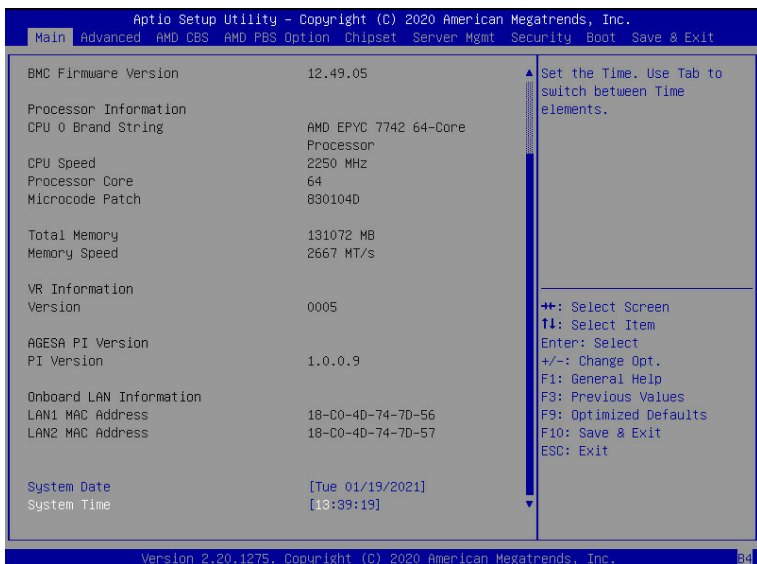 Aptio Setup Utility – Copyright (C) 2020 American Megatrends, Inc.
Main Advanced AMD CBS AMD PBS Option Chipset Server Mgmt Security Boot Save & Exit
BMC Firmware Version 12.49.05
Processor Information
CPU 0 Brand String AMD EPYC 7742 64-Core
Processor
CPU Speed 2250 MHz
Processor Core 64
Microcode Patch 830104D
Total Memory 131072 MB
Memory Speed 2667 MT/s
VR Information
Version 0005
AGESA PI Version
PI Version 1.0.0.9
Onboard LAN Information
LAN1 MAC Address 18-C0-4D-74-7D-56
LAN2 MAC Address 18-C0-4D-74-7D-57
System Date [Tue 01/19/2021]
System Time [13:39:19]
Set the Time. Use Tab to
switch between Time
elements.
→←: Select Screen
↑↓: Select Item
Enter: Select
+/-: Change Opt.
F1: General Help
F3: Previous Values
F9: Optimized Defaults
F10: Save & Exit
ESC: Exit
Version 2.20.1275. Copyright (C) 2020 American Megatrends, Inc.
B4